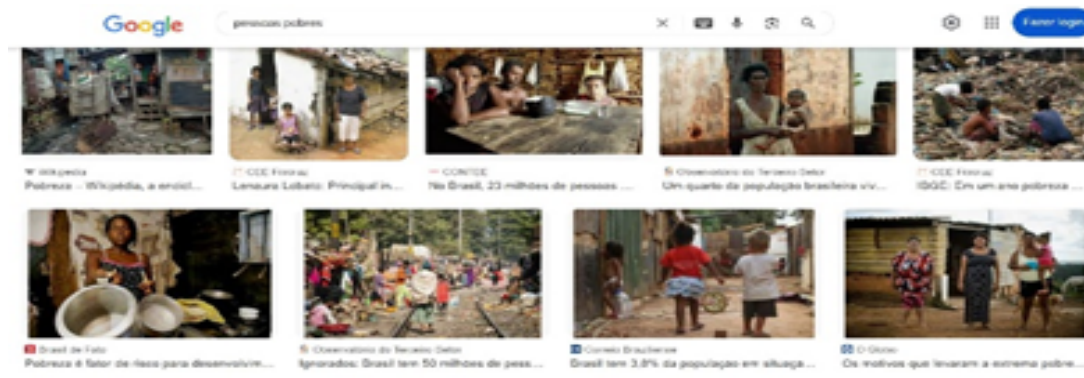 Google pessoas pobres Fazer login
Wikipedia
Pobreza – Wikipédia, a encicl...
CEE Fiocruz
Lenaura Lobato: Principal in...
CONTEE
No Brasil, 23 milhões de pessoas ...
Observatório do Terceiro Setor
Um quarto da população brasileira viv...
CEE Fiocruz
IBGE: Em um ano pobreza ...
Brasil de Fato
Pobreza é fator de risco para desenvolvim...
Observatório do Terceiro Setor
Ignorados: Brasil tem 50 milhões de pess...
Correio Braziliense
Brasil tem 3,8% da população em situaçã...
O Globo
Os motivos que levaram a extrema pobre...